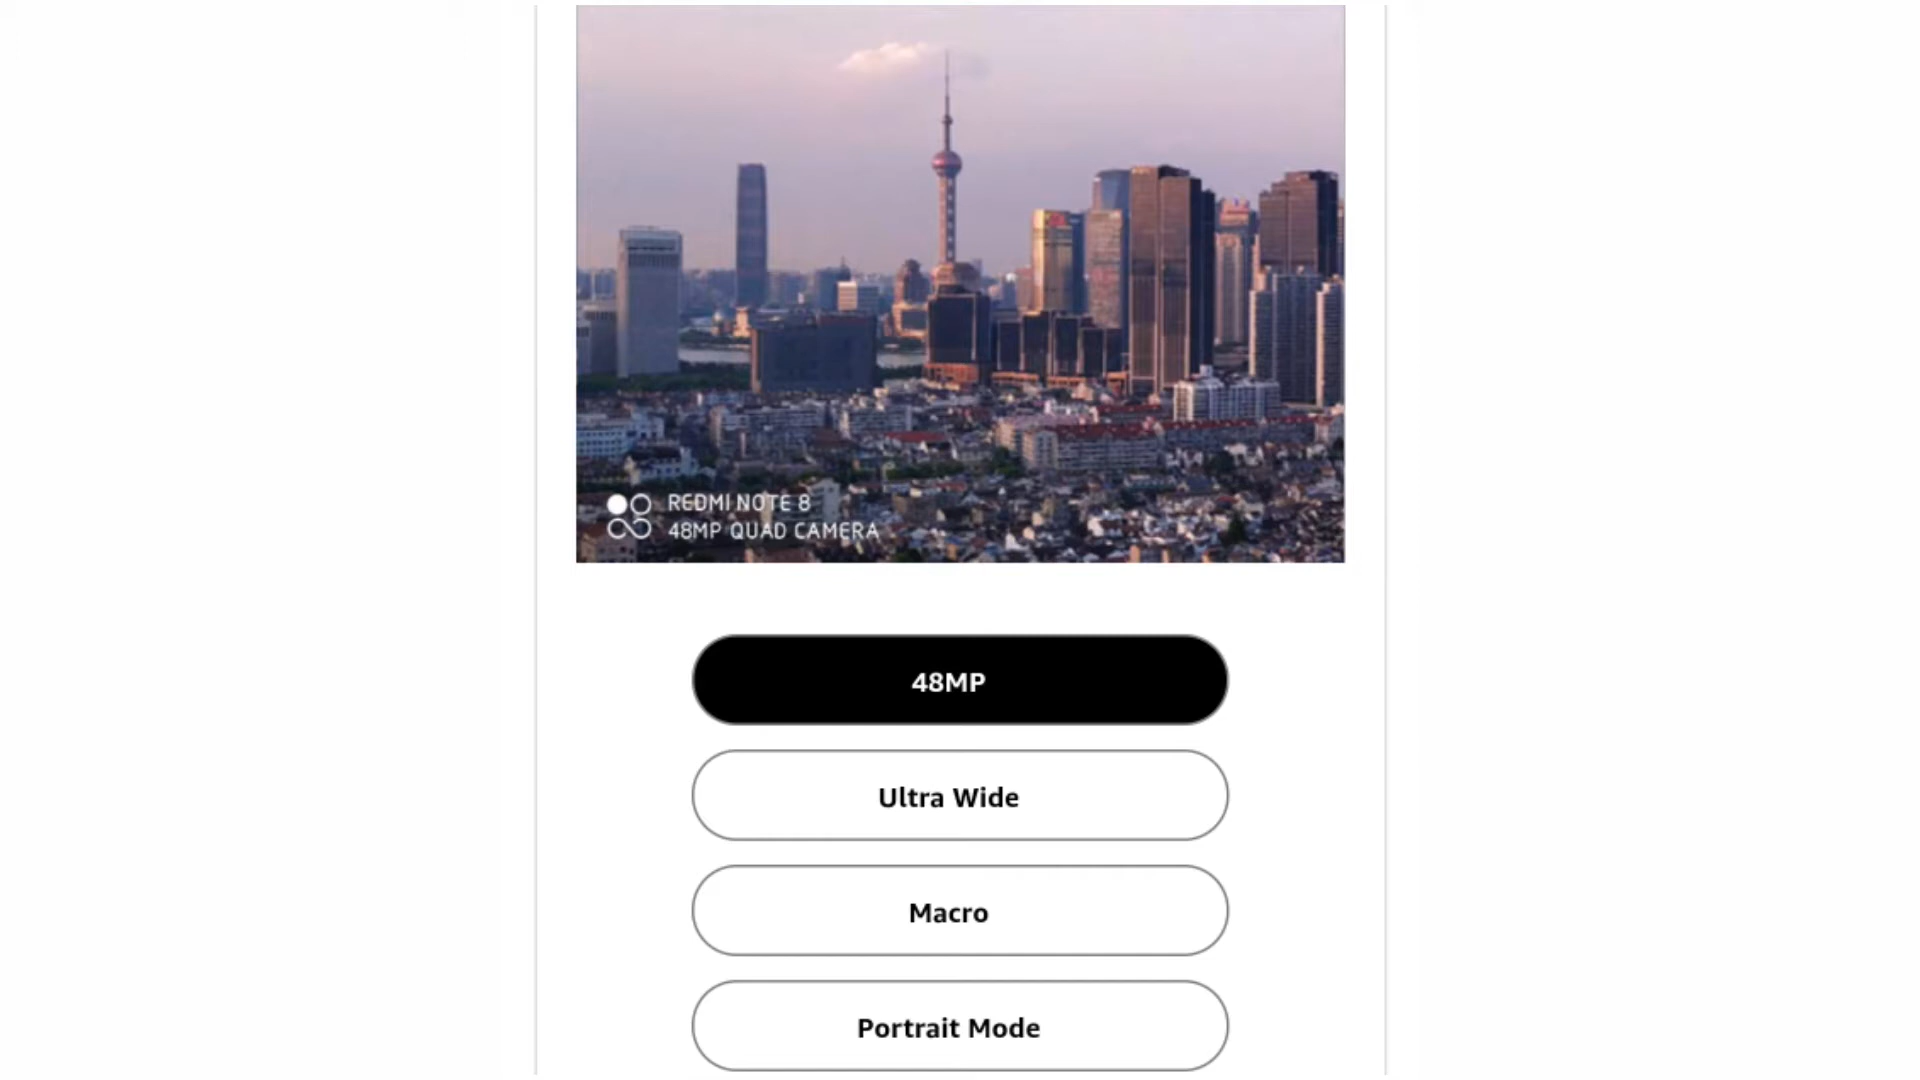 REDMI NOTE 8
48MP QUAD CAMERA
48MP
Ultra Wide
Macro
Portrait Mode